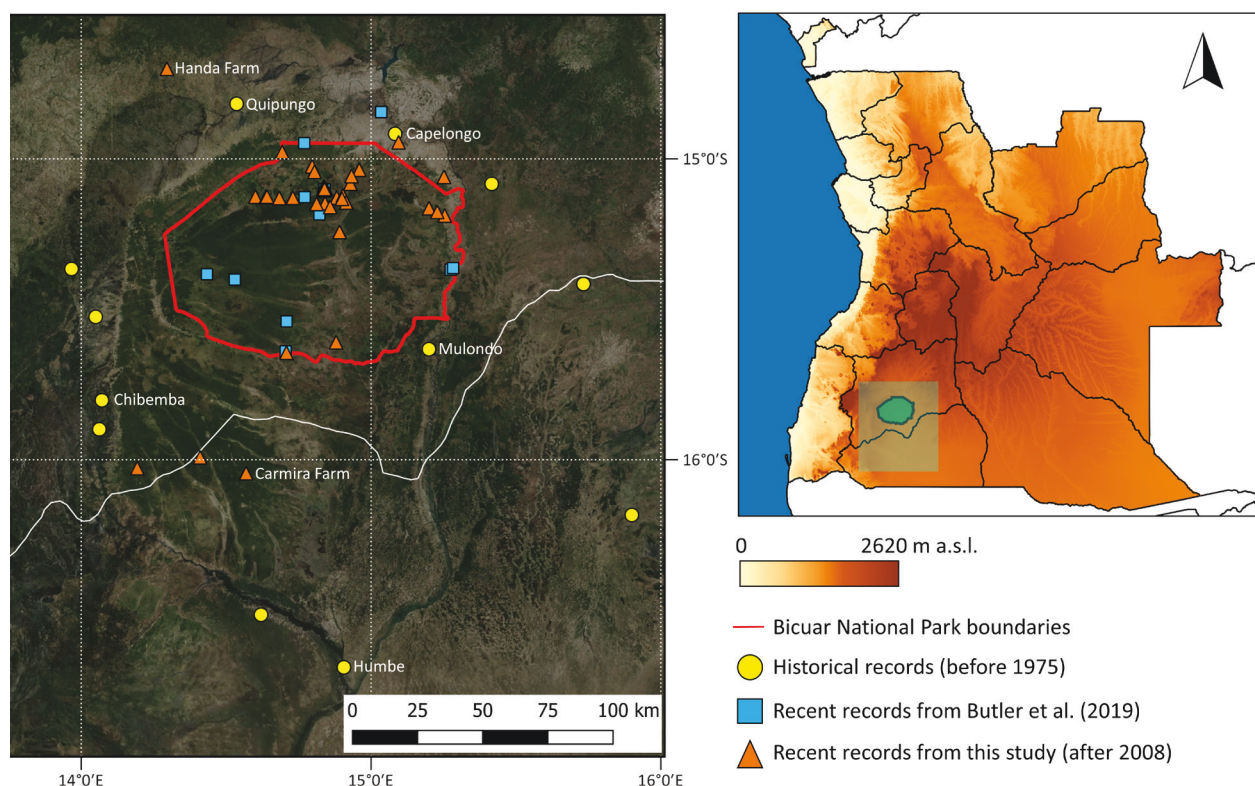 Handa Farm
Quipungo
Capelongo
15°0′S
Mulondo
Chibemba
16°0′S
Carmira Farm
Humbe
0 25 50 75 100 km
14°0′E 15°0′E 16°0′E
0 2620 m a.s.l.
Bicuar National Park boundaries
Historical records (before 1975)
Recent records from Butler et al. (2019)
Recent records from this study (after 2008)